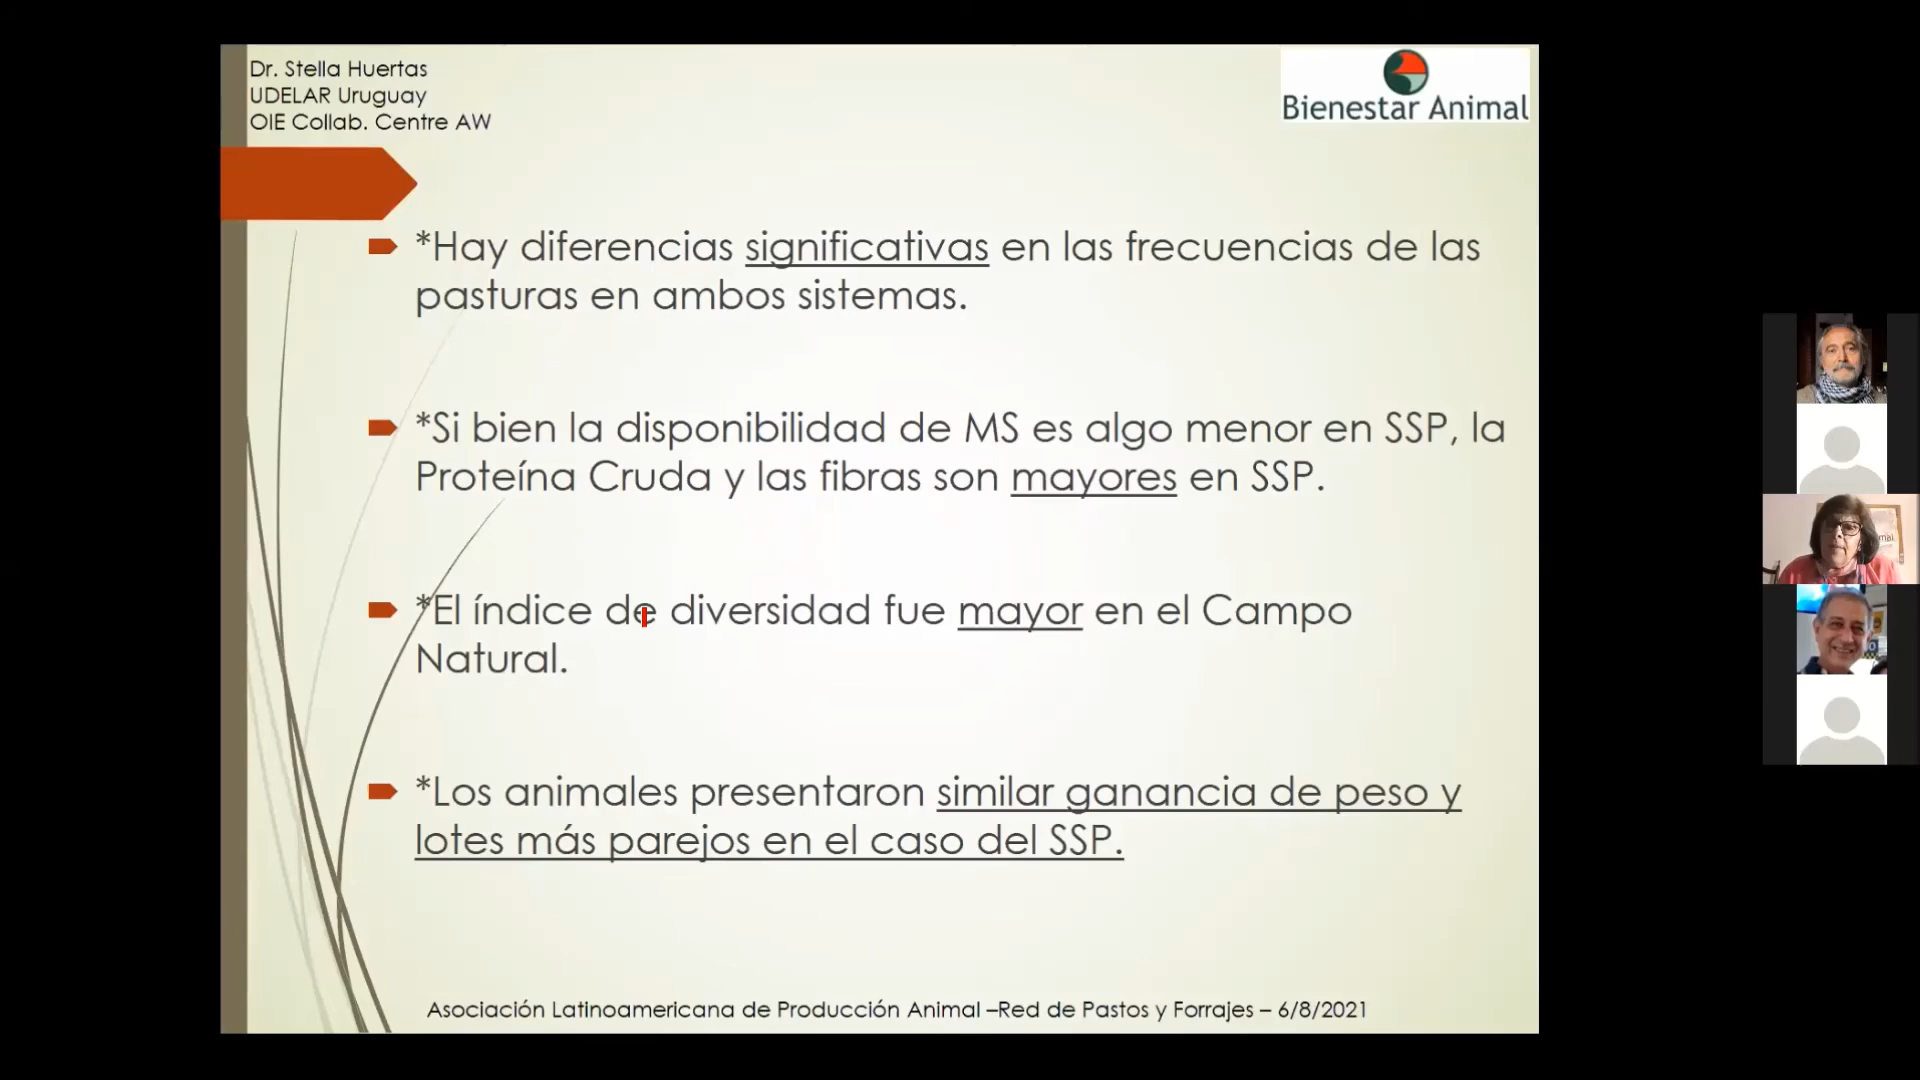 Dr. Stella Huertas
UDELAR Uruguay
OIE Collab. Centre AW
Bienestar Animal
*Hay diferencias significativas en las frecuencias de las
pasturas en ambos sistemas.
*Si bien la disponibilidad de MS es algo menor en SSP, la
Proteína Cruda y las fibras son mayores en SSP.
*El índice de diversidad fue mayor en el Campo
Natural.
*Los animales presentaron similar ganancia de peso y
lotes más parejos en el caso del SSP.
Asociación Latinoamericana de Producción Animal –Red de Pastos y Forrajes – 6/8/2021